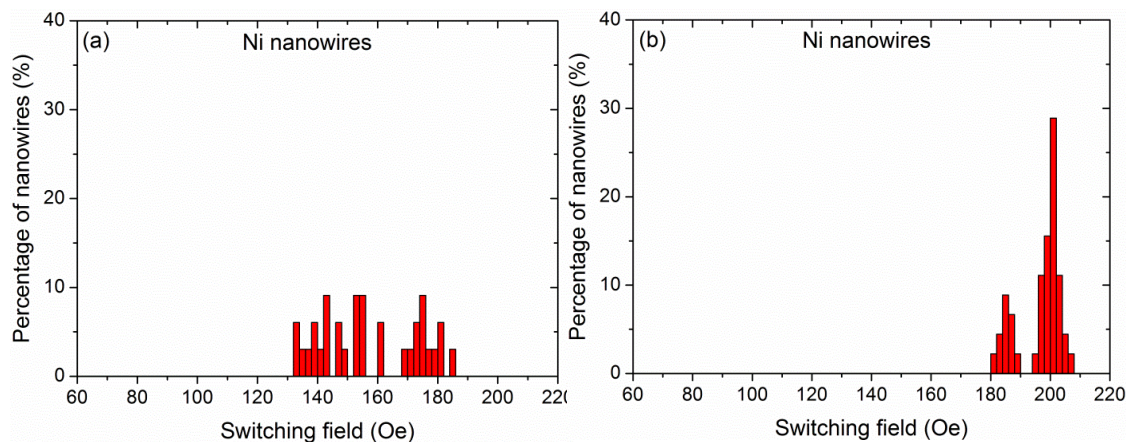 (a) Ni nanowires
Percentage of nanowires (%)
40
30
20
10
0
60 80 100 120 140 160 180 200 220
Switching field (Oe)
(b) Ni nanowires
Percentage of nanowires (%)
40
30
20
10
0
60 80 100 120 140 160 180 200 220
Switching field (Oe)